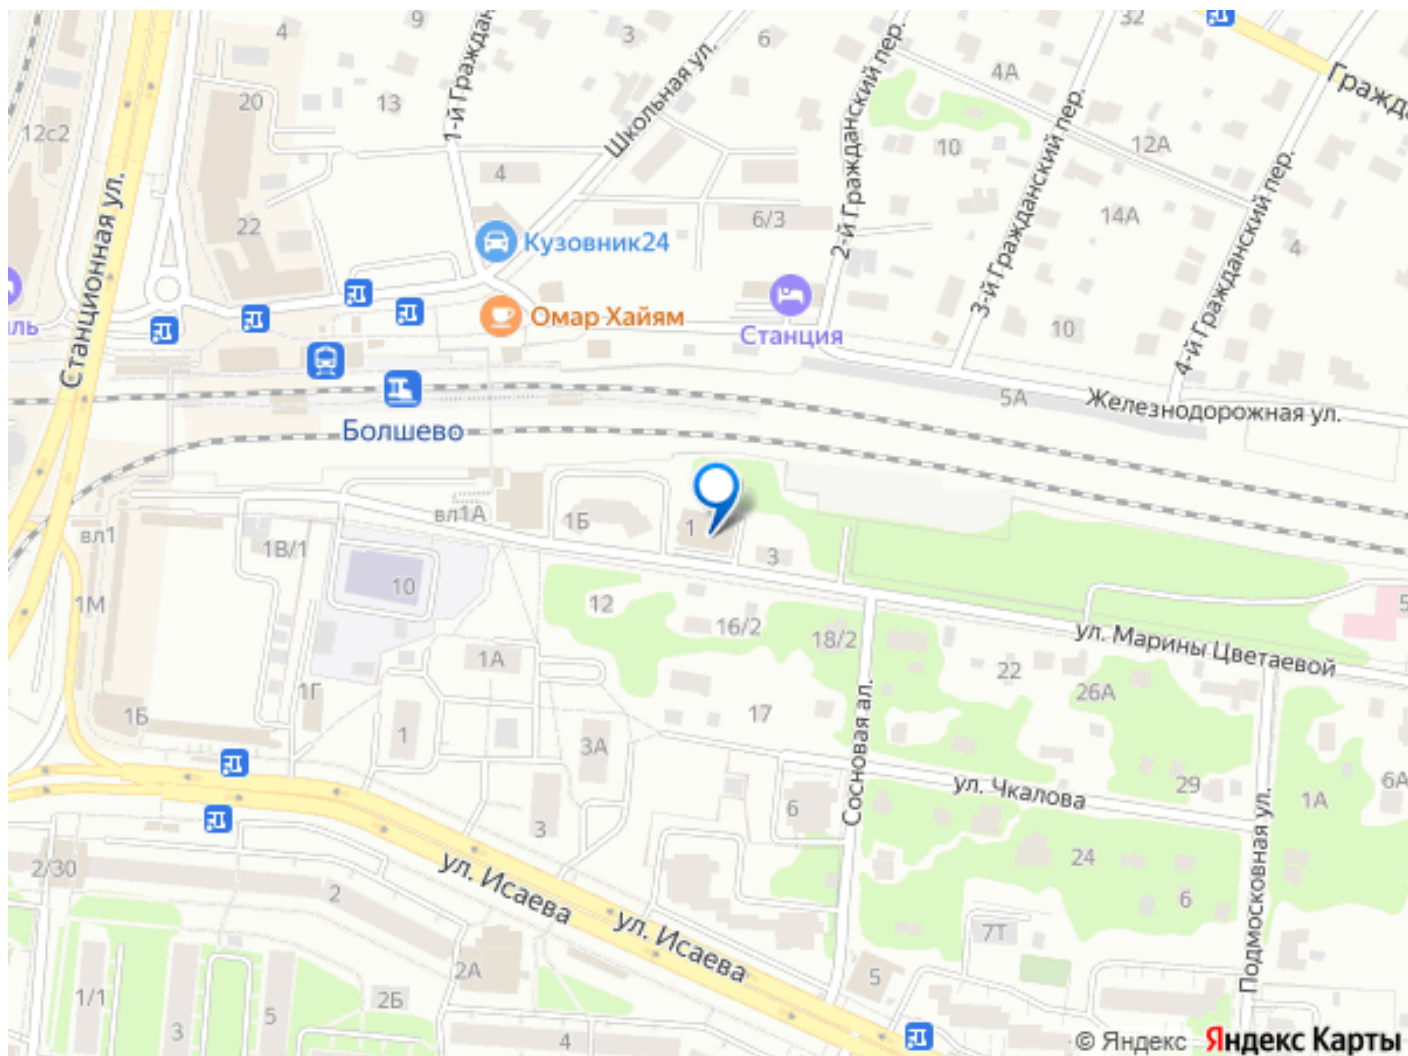 4
9
1-й Граждан
3
Школьная ул.
6
2-й Гражданский пер.
32
4А
Гражда
20
13
12с2
3-й Гражданский пер.
10
12А
4-й Гражданский пер.
4
22
6/3
14А
4
Кузовник24
Станционная ул.
ль
Омар Хайям
Станция
10
5А
Железнодорожная ул.
Болшево
вл1А
1Б
1
3
вл1
1В/1
10
1М
12
16/2
18/2
5
ул. Марины Цветаевой
1А
22
26А
1Г
1Б
17
1
3А
Сосновая ал.
ул. Чкалова
29
6А
1А
6
3
Подмосковная ул.
24
2/30
2
ул. Исаева
ул. Исаева
6
7Т
2А
5
1/1
3
5
2Б
4
© Яндекс Яндекс Карты